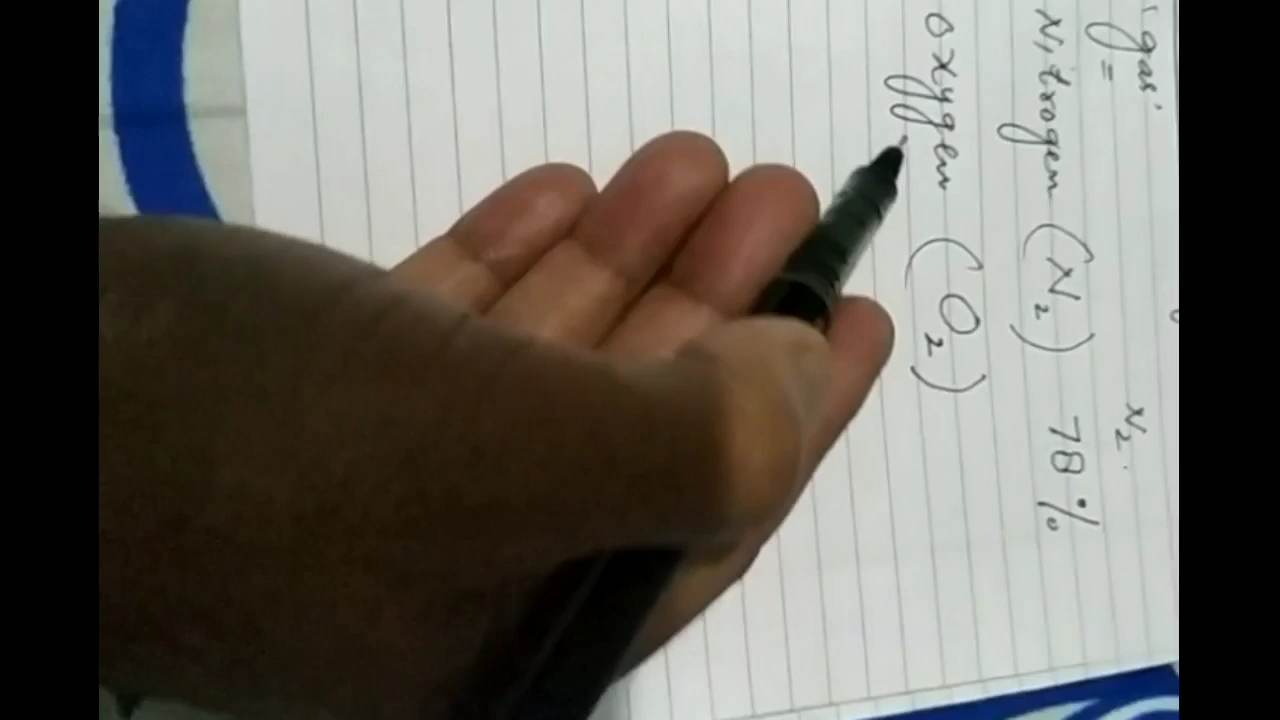 'gas'
N2.
Nitrogen (N2) 78%
Oxygen (O2)